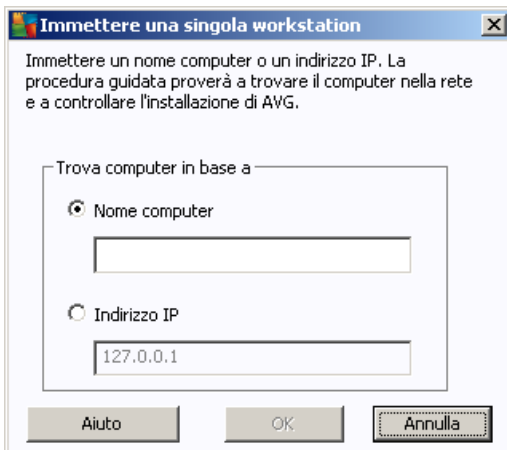 Immettere una singola workstation
Immettere un nome computer o un indirizzo IP. La
procedura guidata proverà a trovare il computer nella rete
e a controllare l'installazione di AVG.
Trova computer in base a
Nome computer
Indirizzo IP
127.0.0.1
Aiuto
OK
Annulla